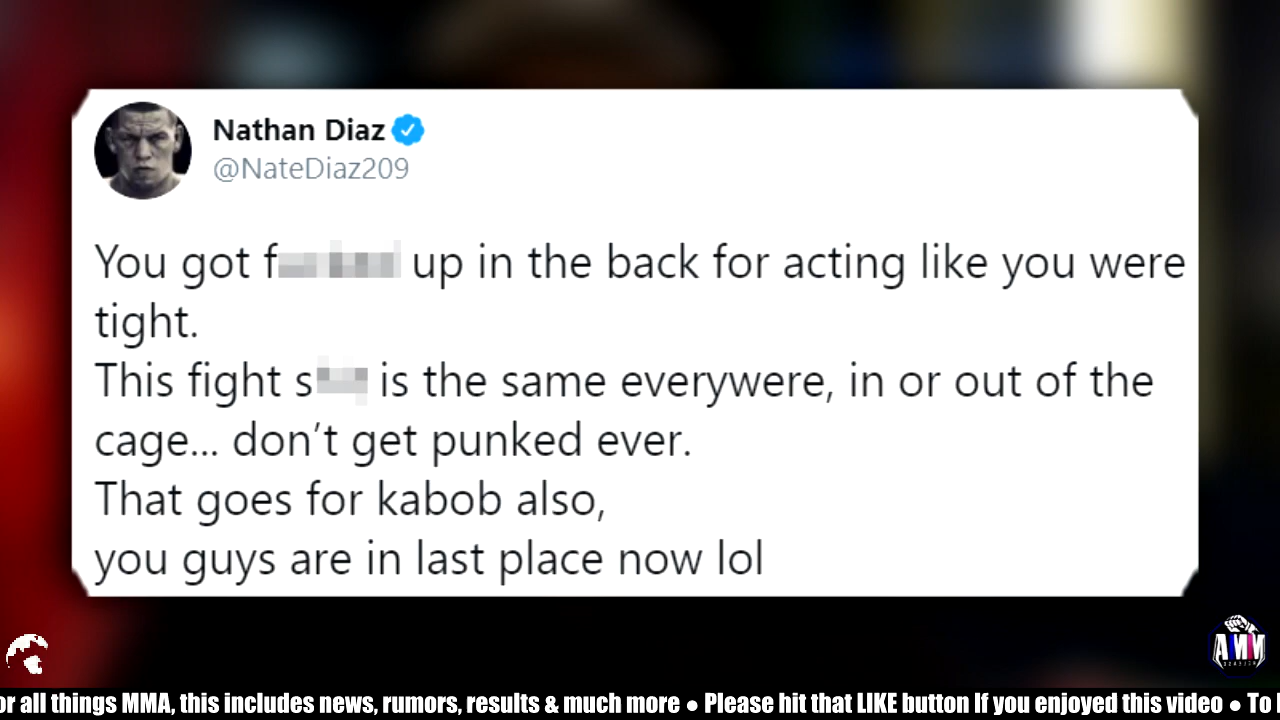 Nathan Diaz
@NateDiaz209
You got f up in the back for acting like you were
tight.
This fight s is the same everywere, in or out of the
cage... don't get punked ever.
That goes for kabob also,
you guys are in last place now lol
or all things MMA, this includes news, rumors, results & much more ● Please hit that LIKE button If you enjoyed this video ● To